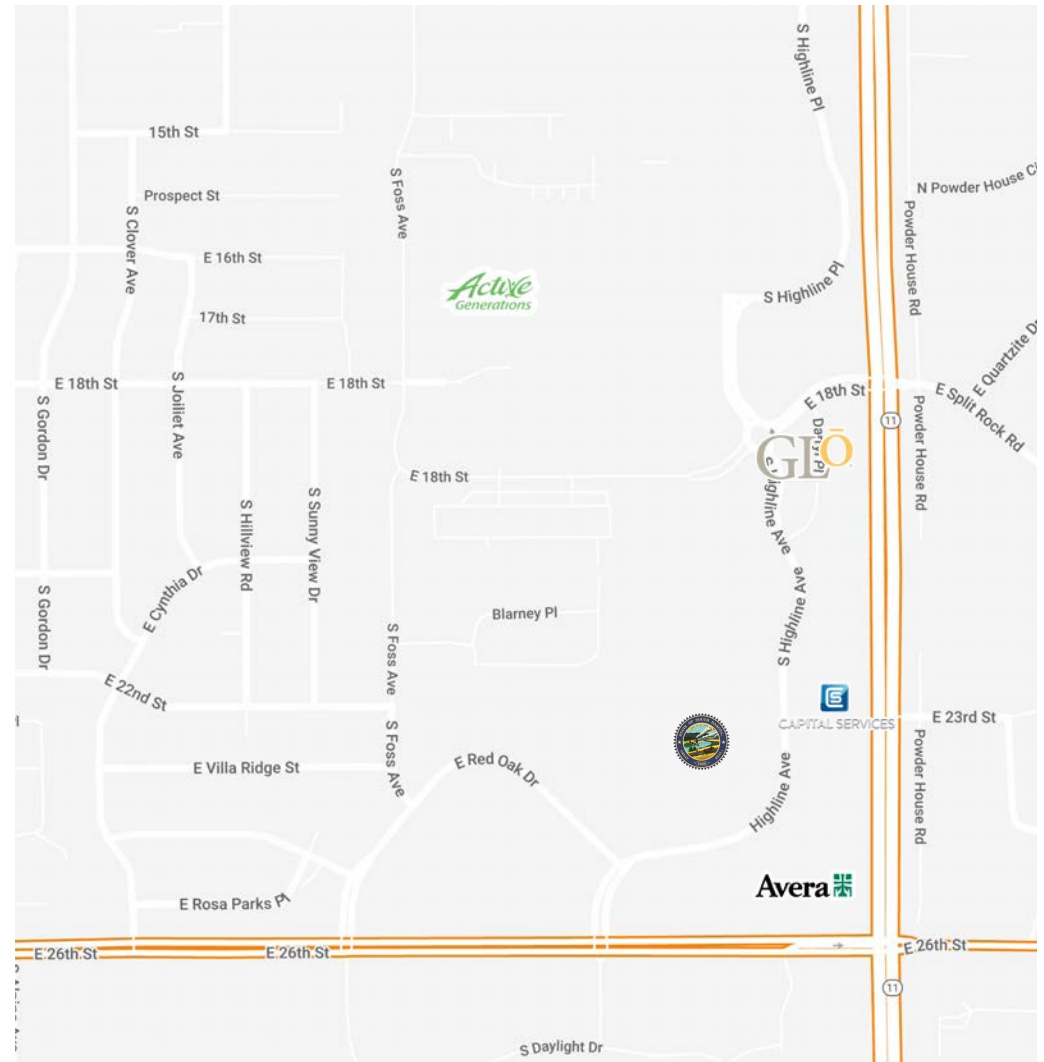 S Highline Pl
15th St
S Foss Ave
N Powder House Ci
Prospect St
S Clover Ave
Powder House Rd
E 16th St
Active
Generations
S Highline Pl
17th St
E Quartzite Dr
E 18th St
E 18th St
E 18th St
E Split Rock Rd
S Gordon Dr
S Joilliet Ave
11
Powder House Rd
Darryl Pl
GLŌ
E 18th St
Highline Ave
S Hillview Rd
S Sunny View Dr
E Cynthia Dr
S Highline Ave
S Gordon Dr
Blarney Pl
S Foss Ave
E 22nd St
CS
CAPITAL SERVICES
E 23rd St
S Foss Ave
E Villa Ridge St
E Red Oak Dr
Highline Ave
Powder House Rd
Avera
E Rosa Parks Pl
E 26th St
E 26th St
E 26th St
11
S Daylight Dr